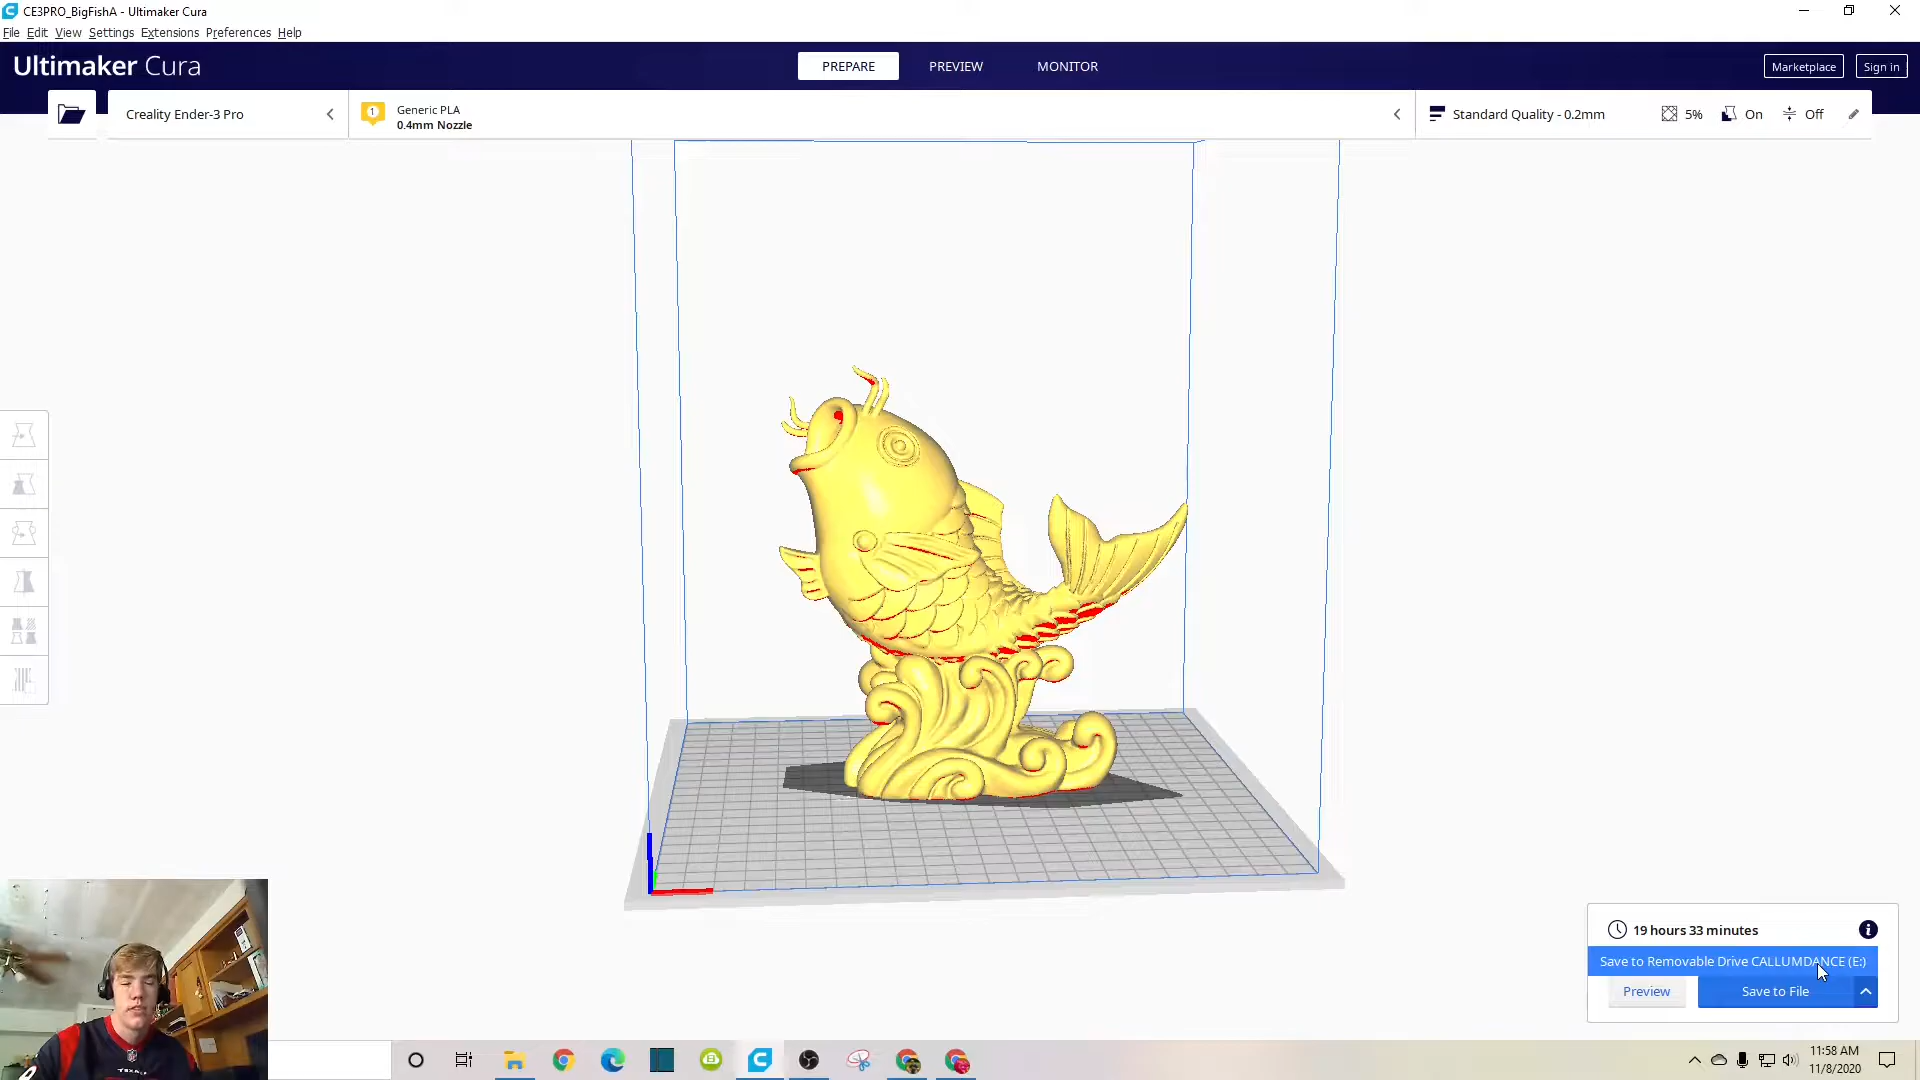 CE3PRO_BigFishA - Ultimaker Cura
File Edit View Settings Extensions Preferences Help
Ultimaker Cura
PREPARE PREVIEW MONITOR
Marketplace Sign in
Creality Ender-3 Pro
1 Generic PLA
0.4mm Nozzle
Standard Quality - 0.2mm 5% On Off
19 hours 33 minutes
Save to Removable Drive CALLUMDANCE (E:)
Preview Save to File
11:58 AM
11/8/2020